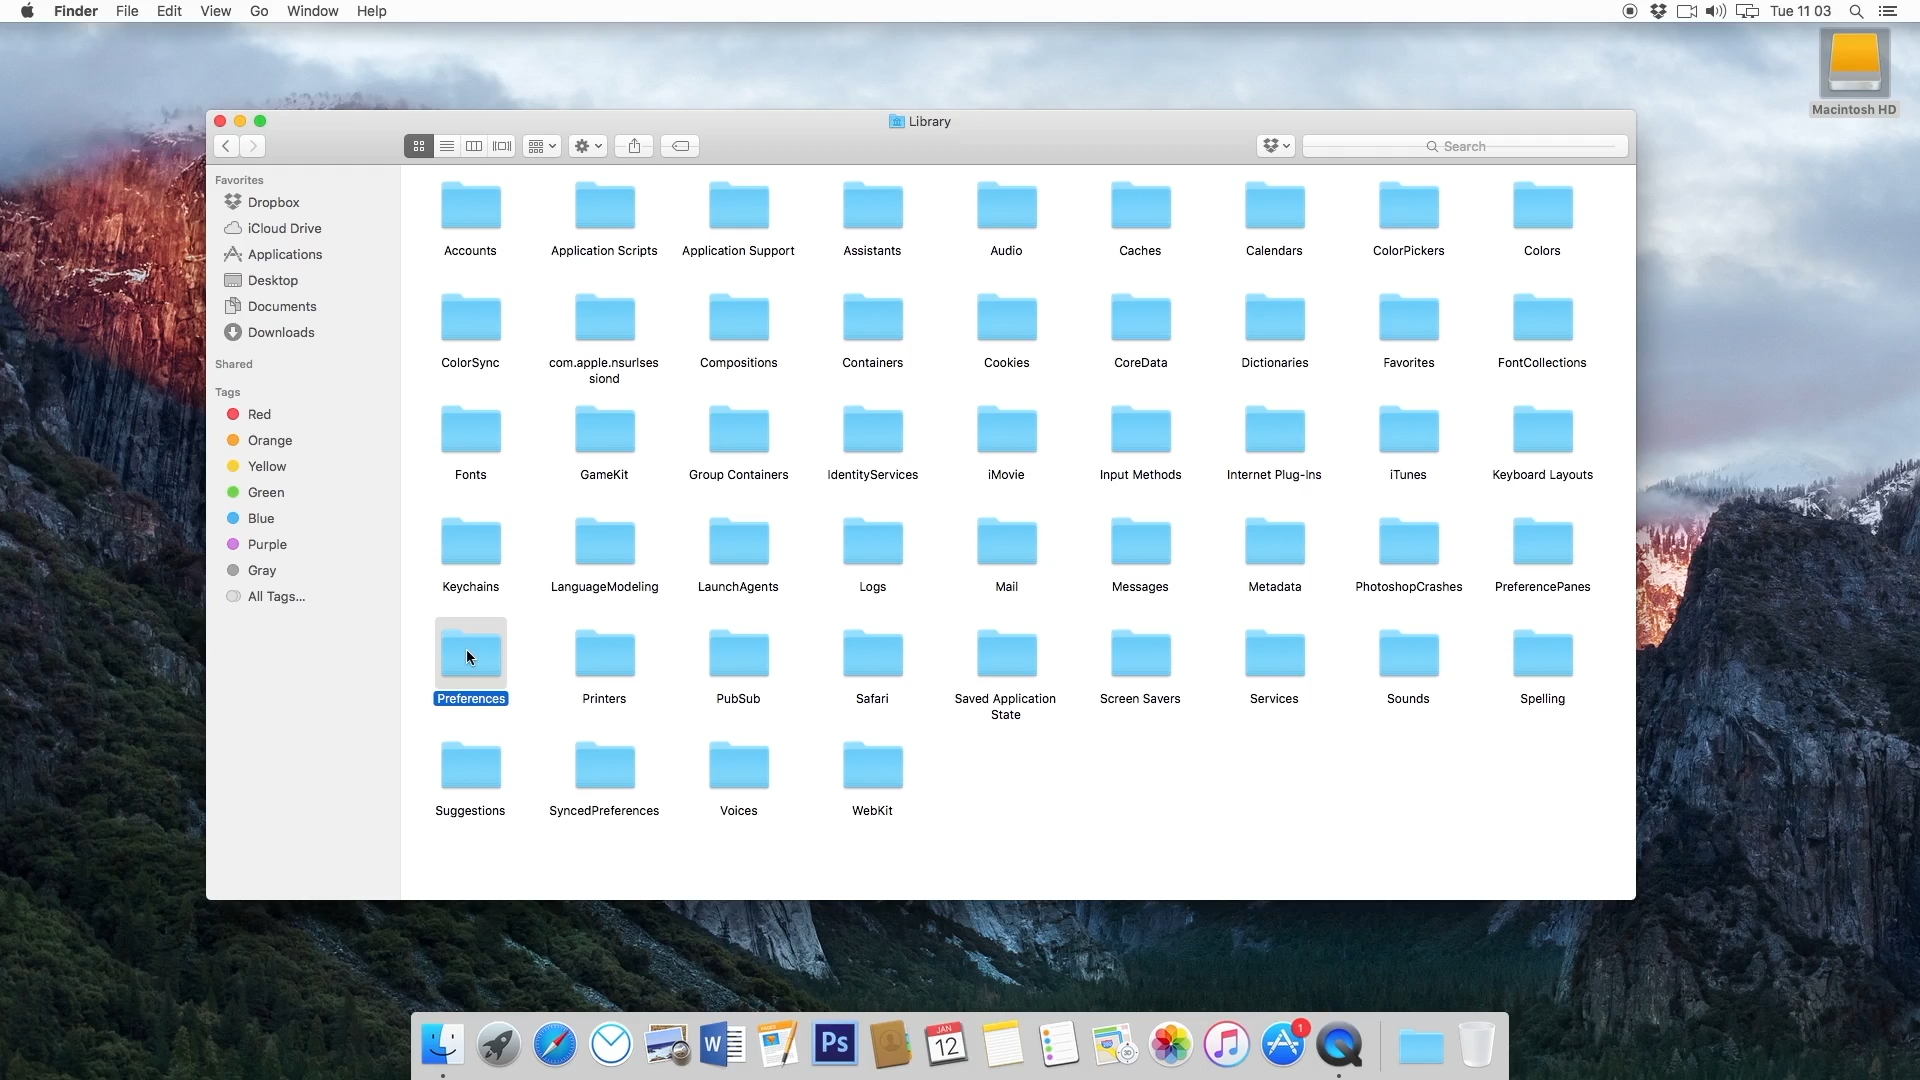 Finder File Edit View Go Window Help
Tue 11 03
Macintosh HD
Library
Search
Favorites
Dropbox
iCloud Drive
Applications
Desktop
Documents
Downloads
Shared
Tags
Red
Orange
Yellow
Green
Blue
Purple
Gray
All Tags...
Accounts Application Scripts Application Support Assistants Audio Caches Calendars ColorPickers Colors
ColorSync com.apple.nsurlses Compositions Containers Cookies CoreData Dictionaries Favorites FontCollections
siond
Fonts GameKit Group Containers IdentityServices iMovie Input Methods Internet Plug-Ins iTunes Keyboard Layouts
Keychains LanguageModeling LaunchAgents Logs Mail Messages Metadata PhotoshopCrashes PreferencePanes
Preferences Printers PubSub Safari Saved Application Screen Savers Services Sounds Spelling
State
Suggestions SyncedPreferences Voices WebKit
W
PAGES
Ps
JAN
12
3D
1